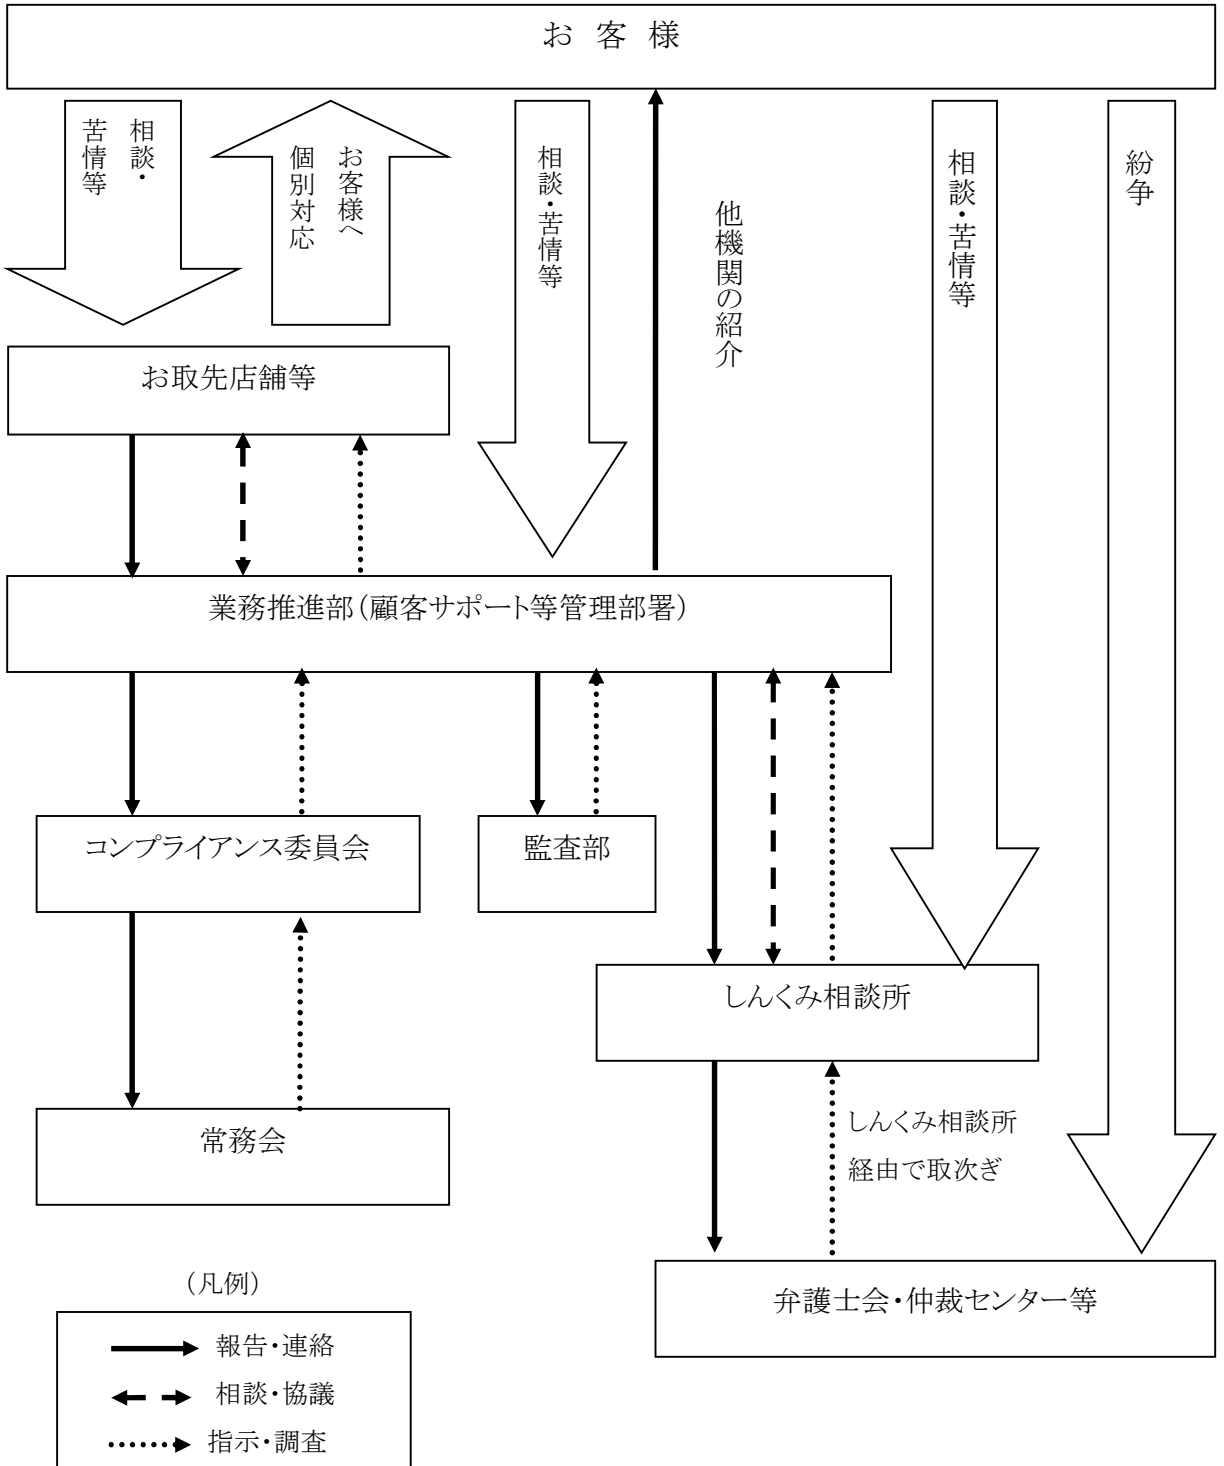 お 客 様
相談・
苦情等
お客様へ
個別対応
相談・苦情等
他機関の紹介
相談・苦情等
紛争
お取先店舗等
業務推進部（顧客サポート等管理部署）
コンプライアンス委員会
監査部
しんくみ相談所
常務会
しんくみ相談所
経由で取次ぎ
弁護士会・仲裁センター等
（凡例）
報告・連絡
相談・協議
指示・調査